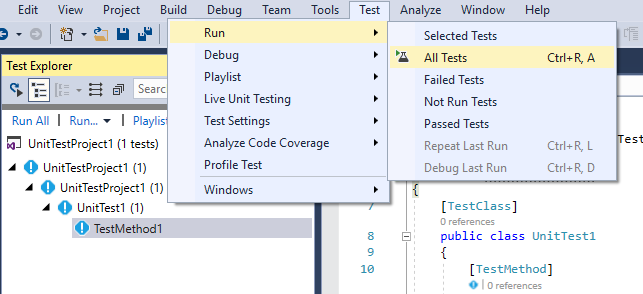 Edit View Project Build Debug Team Tools Test Analyze Window Help
Run
Selected Tests
Test Explorer
Debug
All Tests Ctrl+R, A
Playlist
Failed Tests
Sear
Live Unit Testing
Not Run Tests
Run All Run... Playlist
Test Settings
Passed Tests
UnitTestProject1 (1 tests)
Analyze Code Coverage
Repeat Last Run Ctrl+R, L
UnitTestProject1 (1)
Profile Test
Debug Last Run Ctrl+R, D
UnitTestProject1 (1)
Windows
{
UnitTest1 (1)
7 [TestClass]
0 references
TestMethod1
8 public class UnitTest1
9 {
10 [TestMethod]
0 references